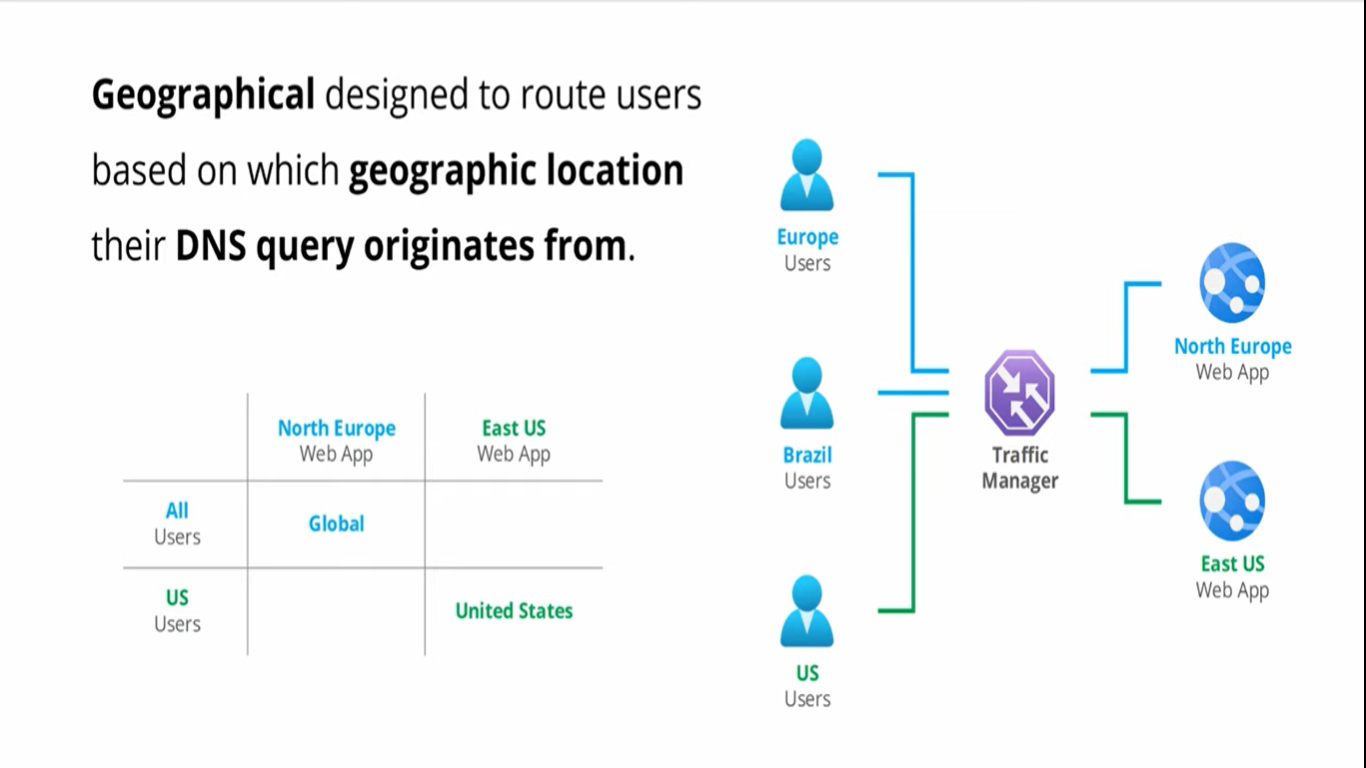 Geographical designed to route users
based on which geographic location
their DNS query originates from.
North Europe
Web App
East US
Web App
All
Users
Global
US
Users
United States
Europe
Users
Brazil
Users
US
Users
Traffic
Manager
North Europe
Web App
East US
Web App